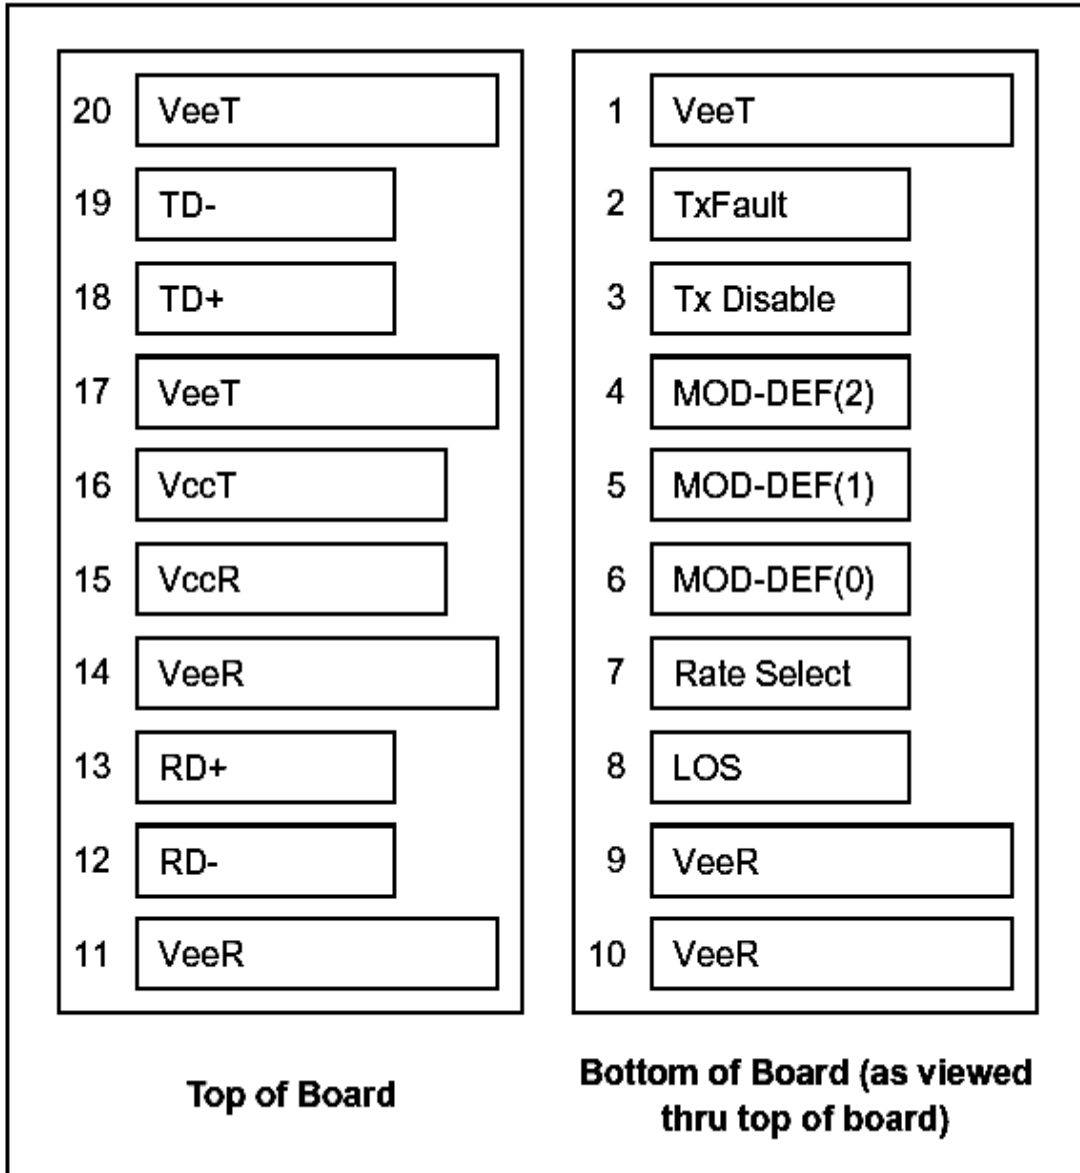 20 VeeT
19 TD-
18 TD+
17 VeeT
16 VccT
15 VccR
14 VeeR
13 RD+
12 RD-
11 VeeR
Top of Board
1 VeeT
2 TxFault
3 Tx Disable
4 MOD-DEF(2)
5 MOD-DEF(1)
6 MOD-DEF(0)
7 Rate Select
8 LOS
9 VeeR
10 VeeR
Bottom of Board (as viewed
thru top of board)